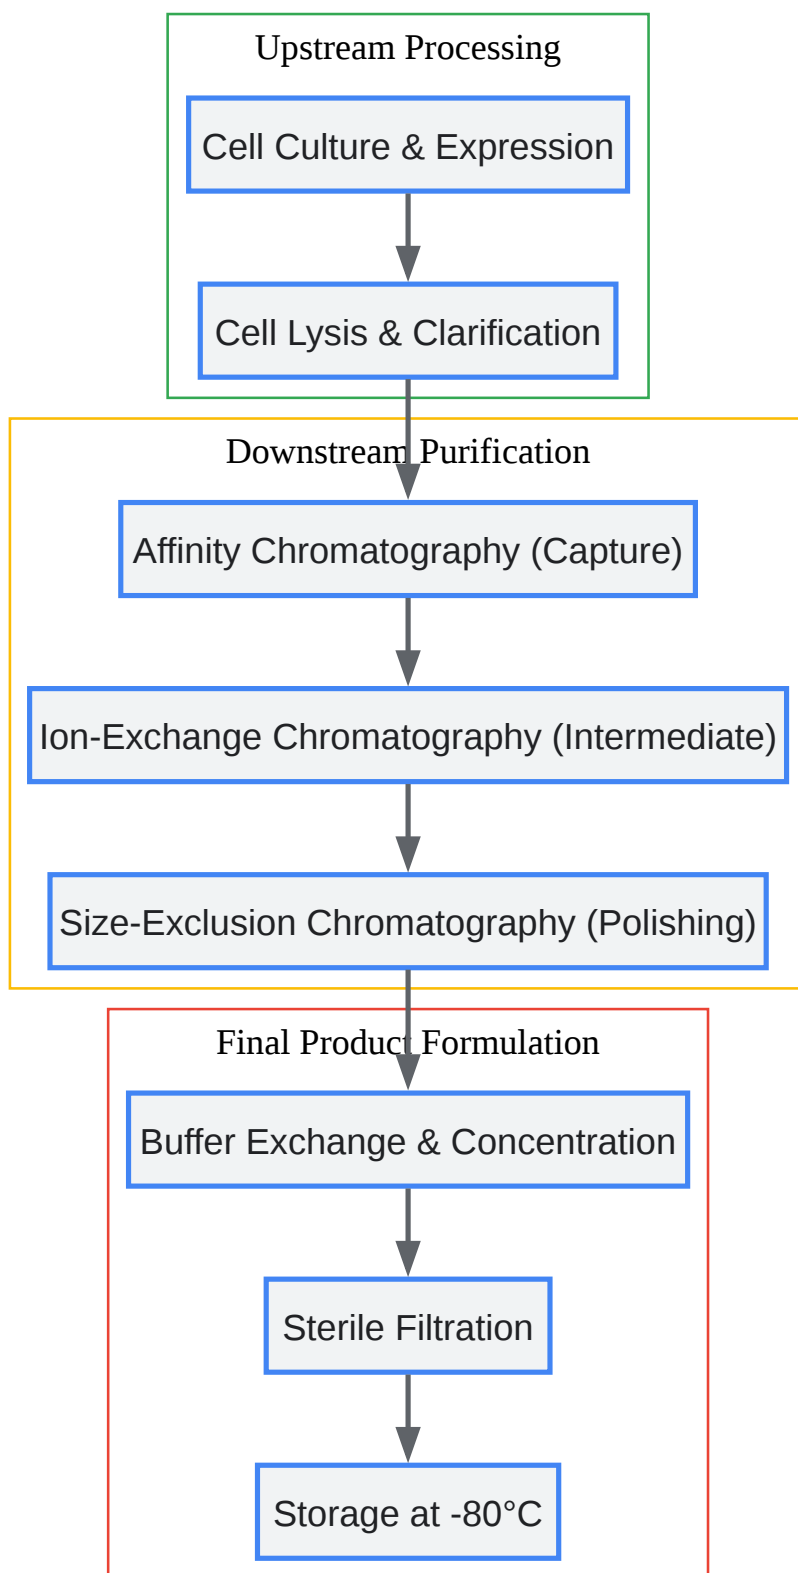 Upstream Processing
Cell Culture & Expression
Cell Lysis & Clarification
Downstream Purification
Affinity Chromatography (Capture)
Ion-Exchange Chromatography (Intermediate)
Size-Exclusion Chromatography (Polishing)
Final Product Formulation
Buffer Exchange & Concentration
Sterile Filtration
Storage at -80°C